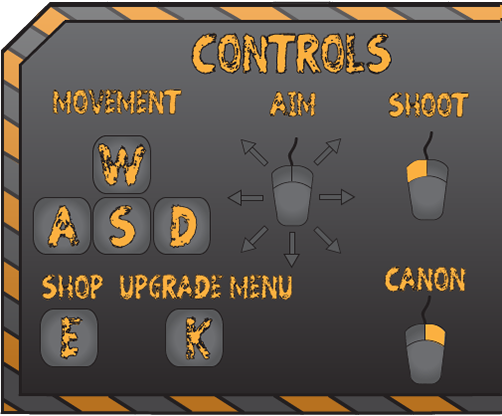 CONTROLS
MOVEMENT AIM SHOOT
W
A S D
SHOP UPGRADE MENU CANON
E K